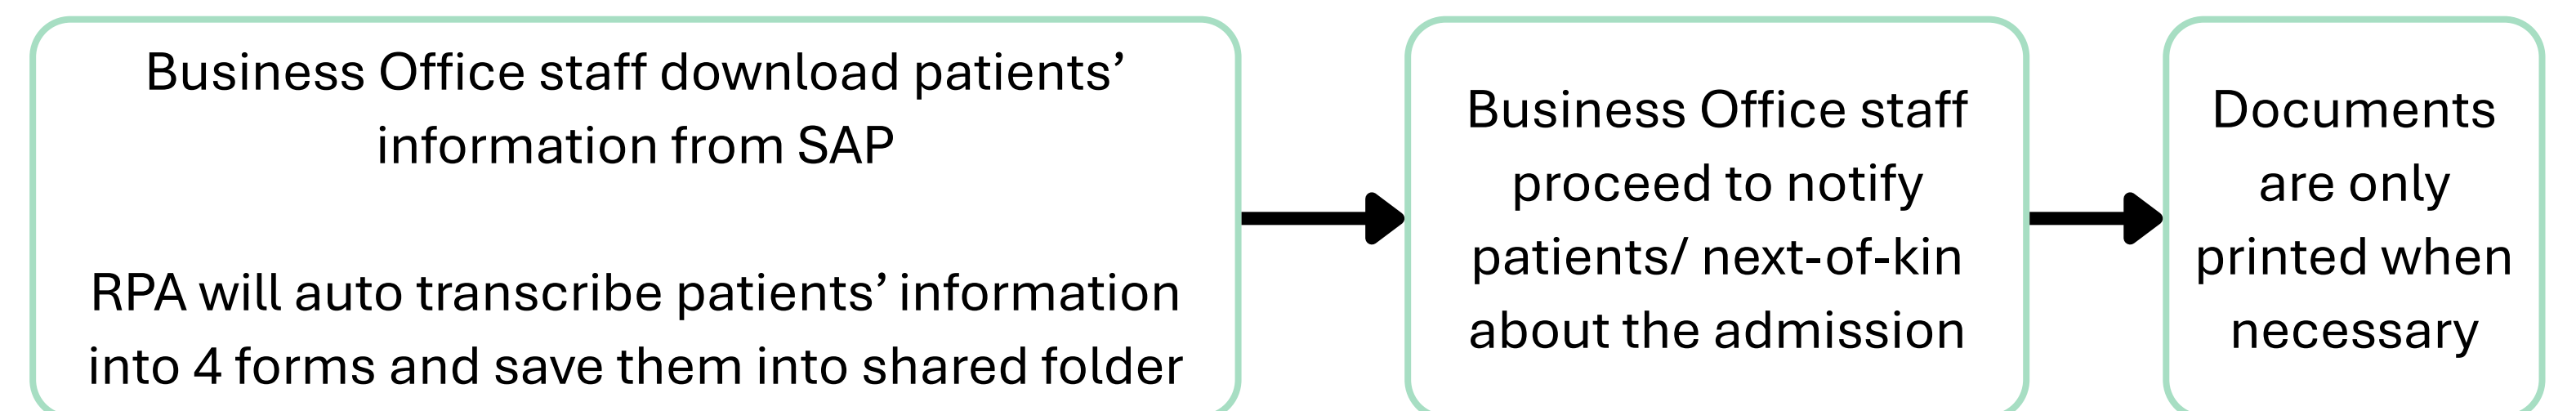 Business Office staff download patients’
information from SAP
RPA will auto transcribe patients’ information
into 4 forms and save them into shared folder
Business Office staff
proceed to notify
patients/ next-of-kin
about the admission
Documents
are only
printed when
necessary